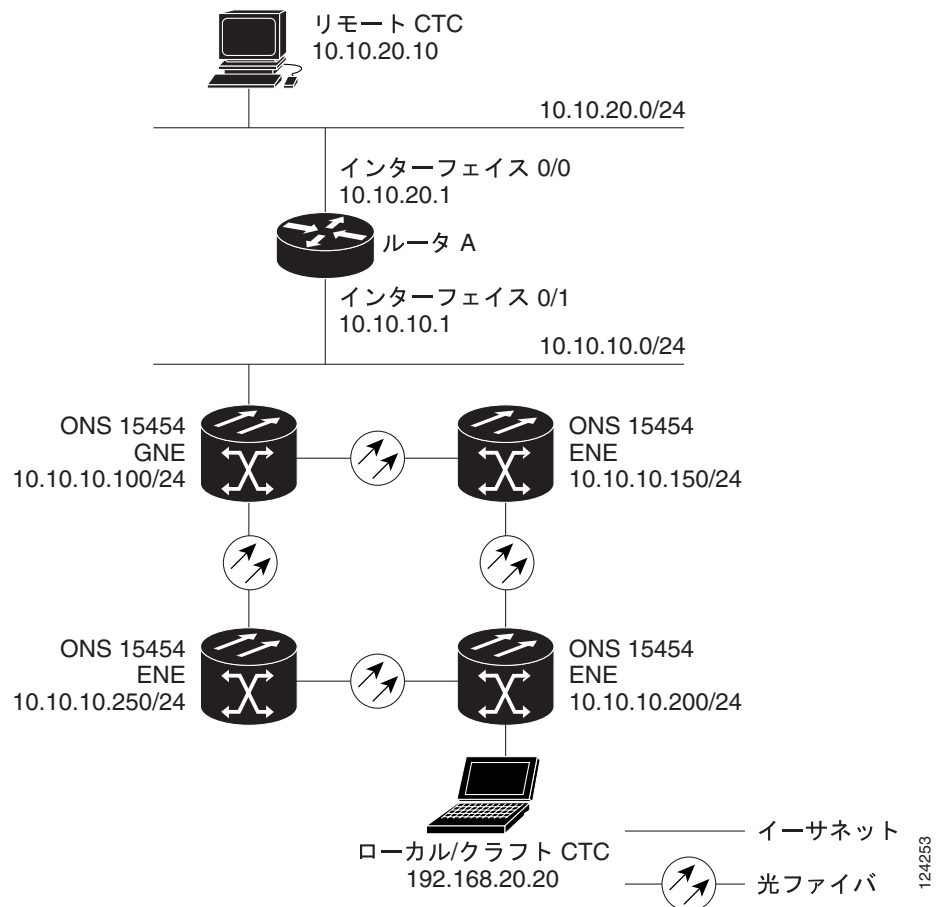 リモート CTC
10.10.20.10
10.10.20.0/24
インターフェイス 0/0
10.10.20.1
ルータ A
インターフェイス 0/1
10.10.10.1
10.10.10.0/24
ONS 15454
GNE
10.10.10.100/24
ONS 15454
ENE
10.10.10.150/24
ONS 15454
ENE
10.10.10.250/24
ONS 15454
ENE
10.10.10.200/24
ローカル/クラフト CTC
192.168.20.20
イーサネット
光ファイバ
124253